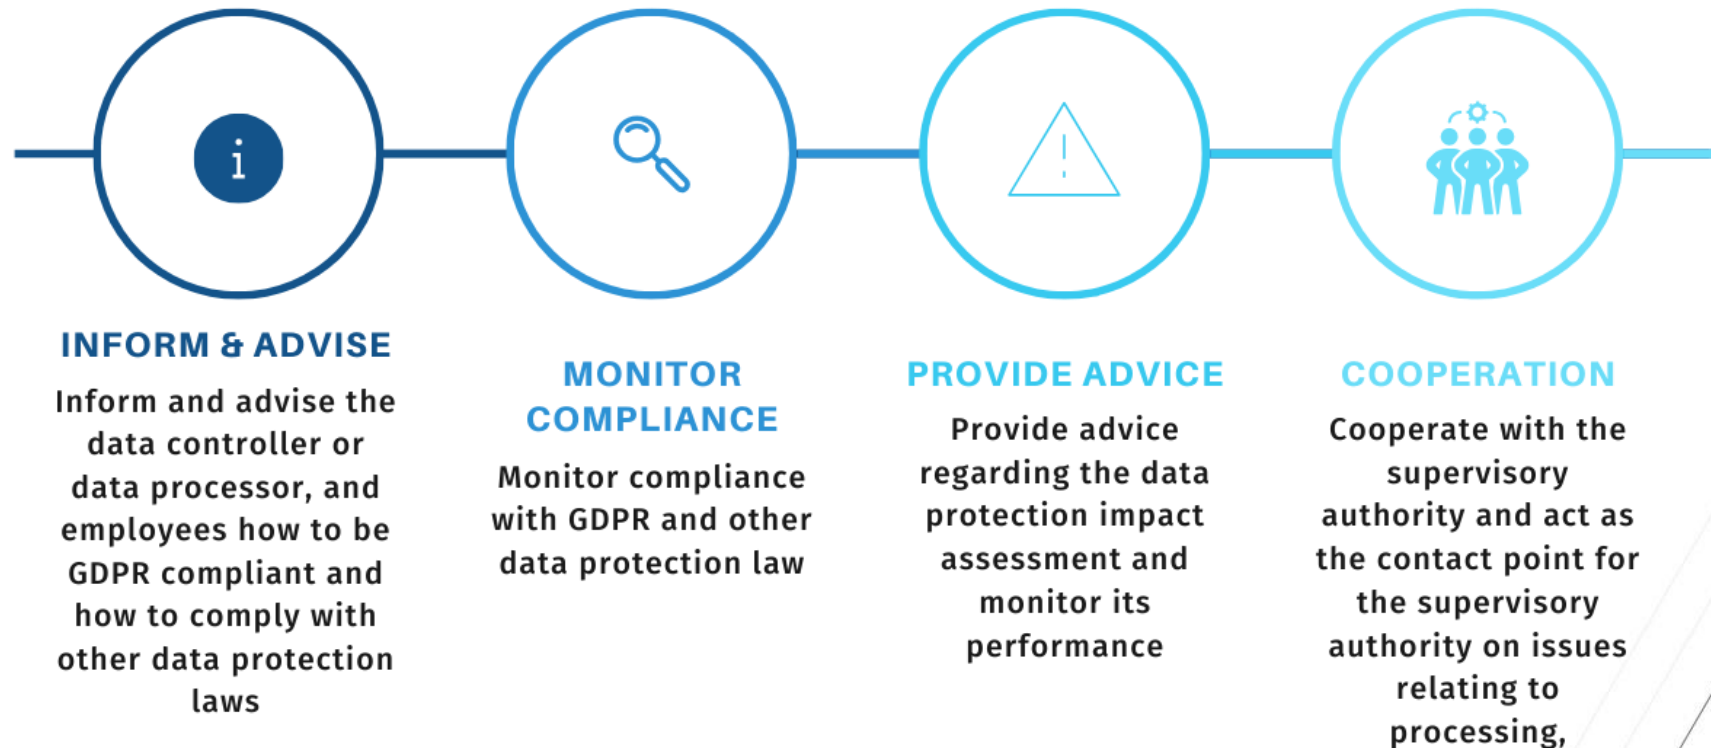 i
INFORM & ADVISE
Inform and advise the
data controller or
data processor, and
employees how to be
GDPR compliant and
how to comply with
other data protection
laws
MONITOR
COMPLIANCE
Monitor compliance
with GDPR and other
data protection law
PROVIDE ADVICE
Provide advice
regarding the data
protection impact
assessment and
monitor its
performance
COOPERATION
Cooperate with the
supervisory
authority and act as
the contact point for
the supervisory
authority on issues
relating to
processing,